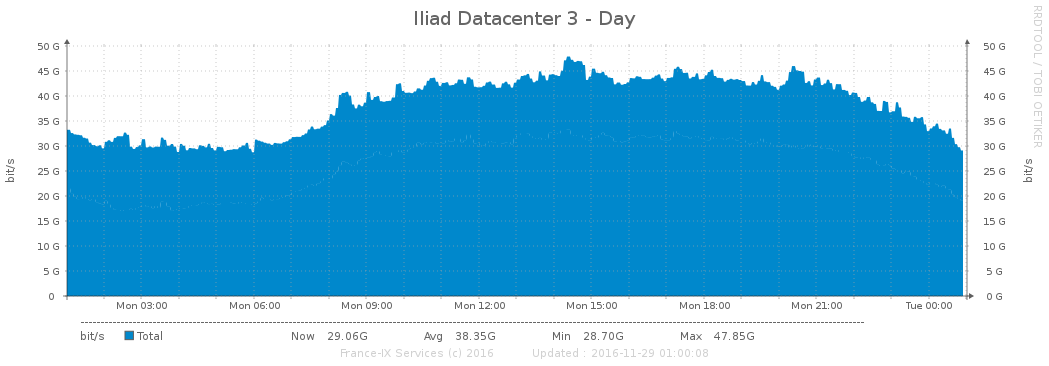 Iliad Datacenter 3 - Day
RRDTOOL / TOBI OETIKER
50 G 50 G
45 G 45 G
40 G 40 G
35 G 35 G
30 G 30 G
25 G 25 G
20 G 20 G
15 G 15 G
10 G 10 G
5 G 5 G
0 0 G
bit/s
bit/s
Mon 03:00 Mon 06:00 Mon 09:00 Mon 12:00 Mon 15:00 Mon 18:00 Mon 21:00 Tue 00:00
bit/s Total Now 29.06G Avg 38.35G Min 28.70G Max 47.85G
France-IX Services (c) 2016 Updated : 2016-11-29 01:00:08